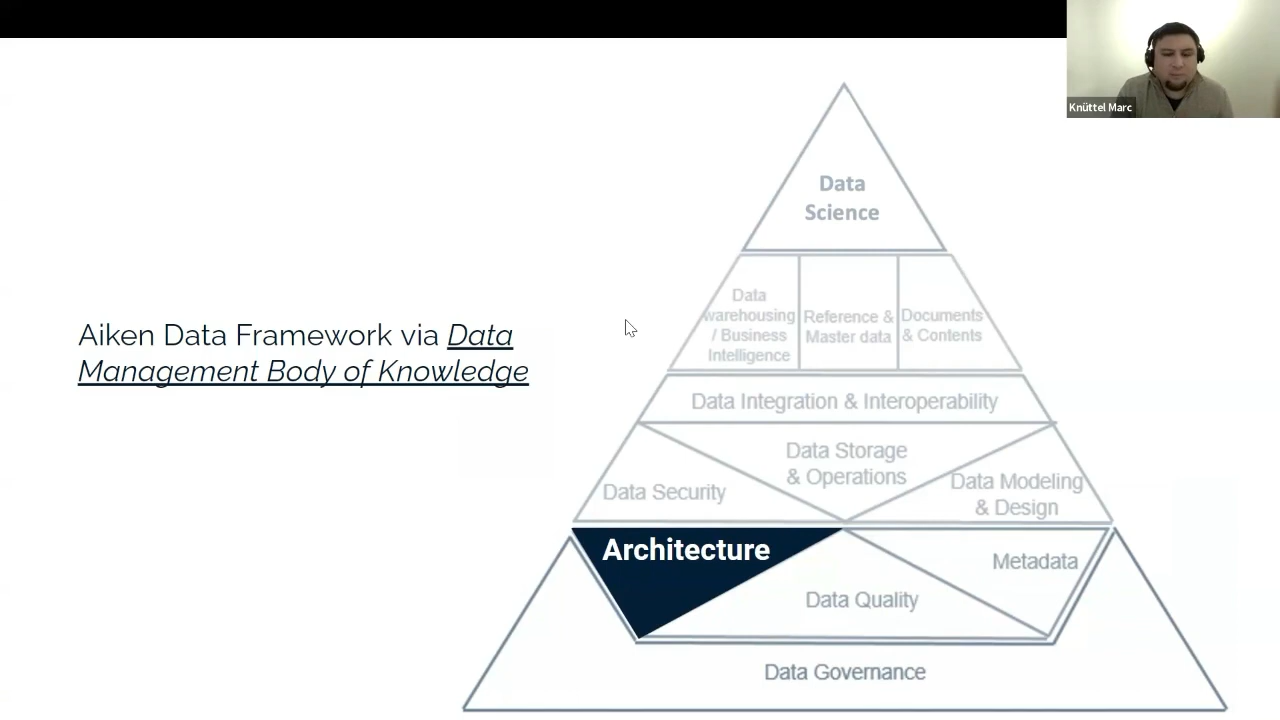 Knüttel Marc
Data
Science
Data
warehousing
/ Business
Intelligence
Reference &
Master data
Documents
& Contents
Aiken Data Framework via Data
Management Body of Knowledge
Data Integration & Interoperability
Data Storage
& Operations
Data Security
Data Modeling
& Design
Architecture
Metadata
Data Quality
Data Governance